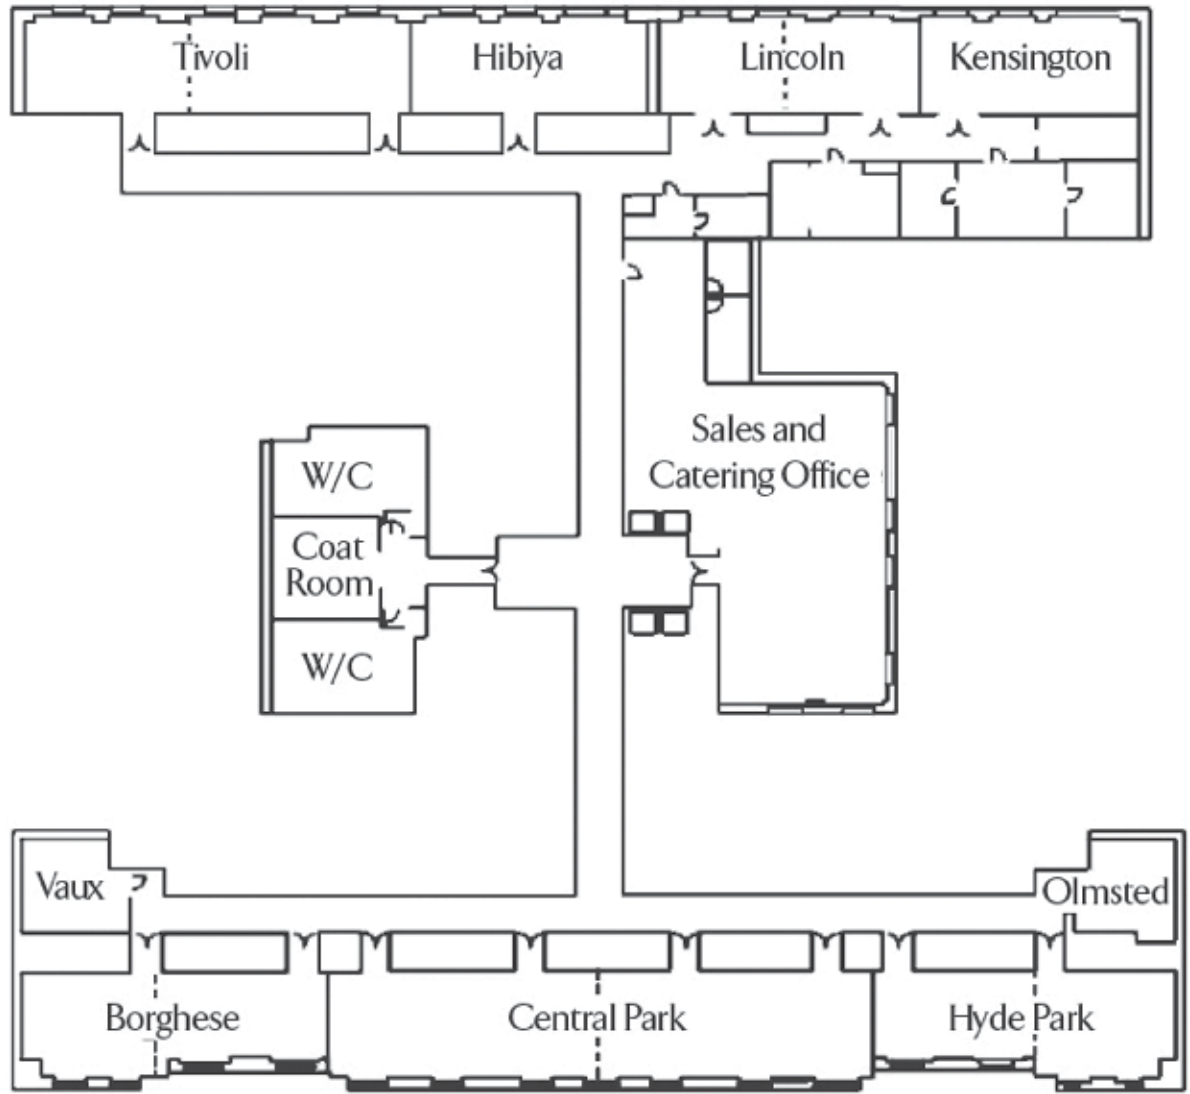 Tivoli
Hibiya
Lincoln
Kensington
Sales and
Catering Office
W/C
Coat
Room
W/C
Vaux
Olmsted
Borghese
Central Park
Hyde Park